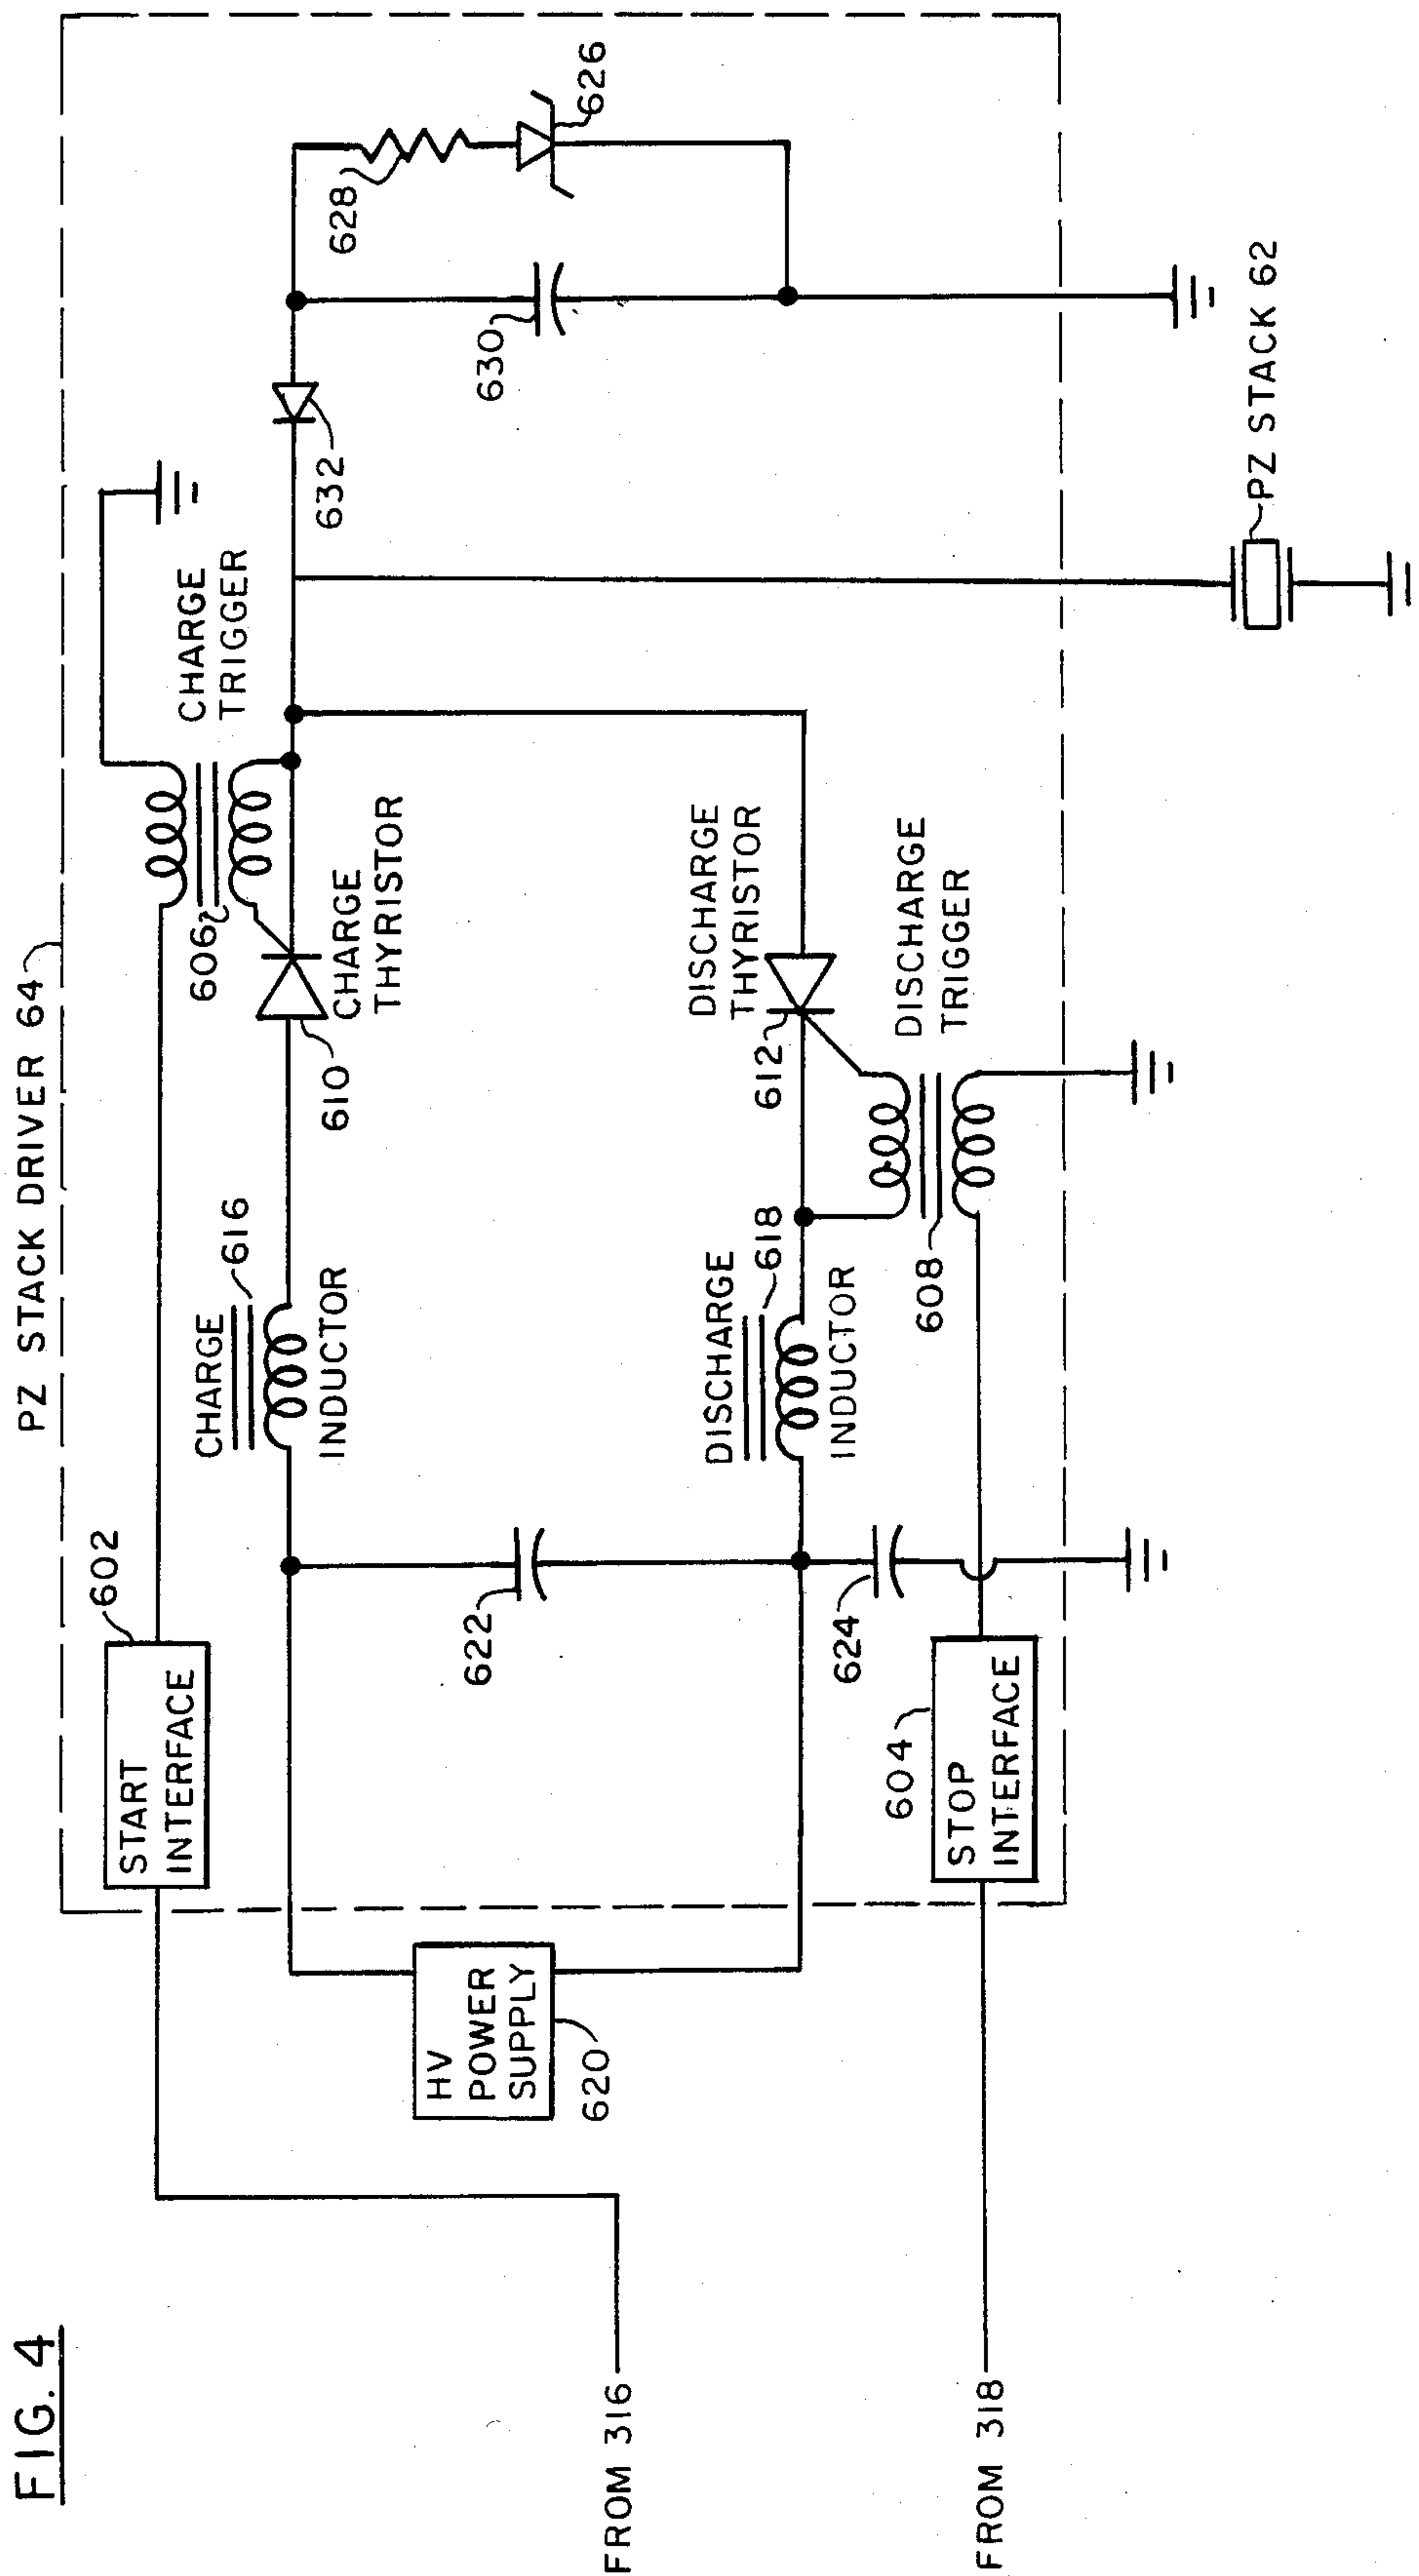 FIG. 4
PZ STACK DRIVER 64
602
START
INTERFACE
CHARGE
616
INDUCTOR
606
CHARGE
TRIGGER
610
CHARGE
THYRISTOR
632
628
626
630
622
HV
POWER
SUPPLY
620
DISCHARGE
618
INDUCTOR
DISCHARGE
THYRISTOR
612
DISCHARGE
TRIGGER
608
624
604
STOP
INTERFACE
FROM 316
FROM 318
PZ STACK 62